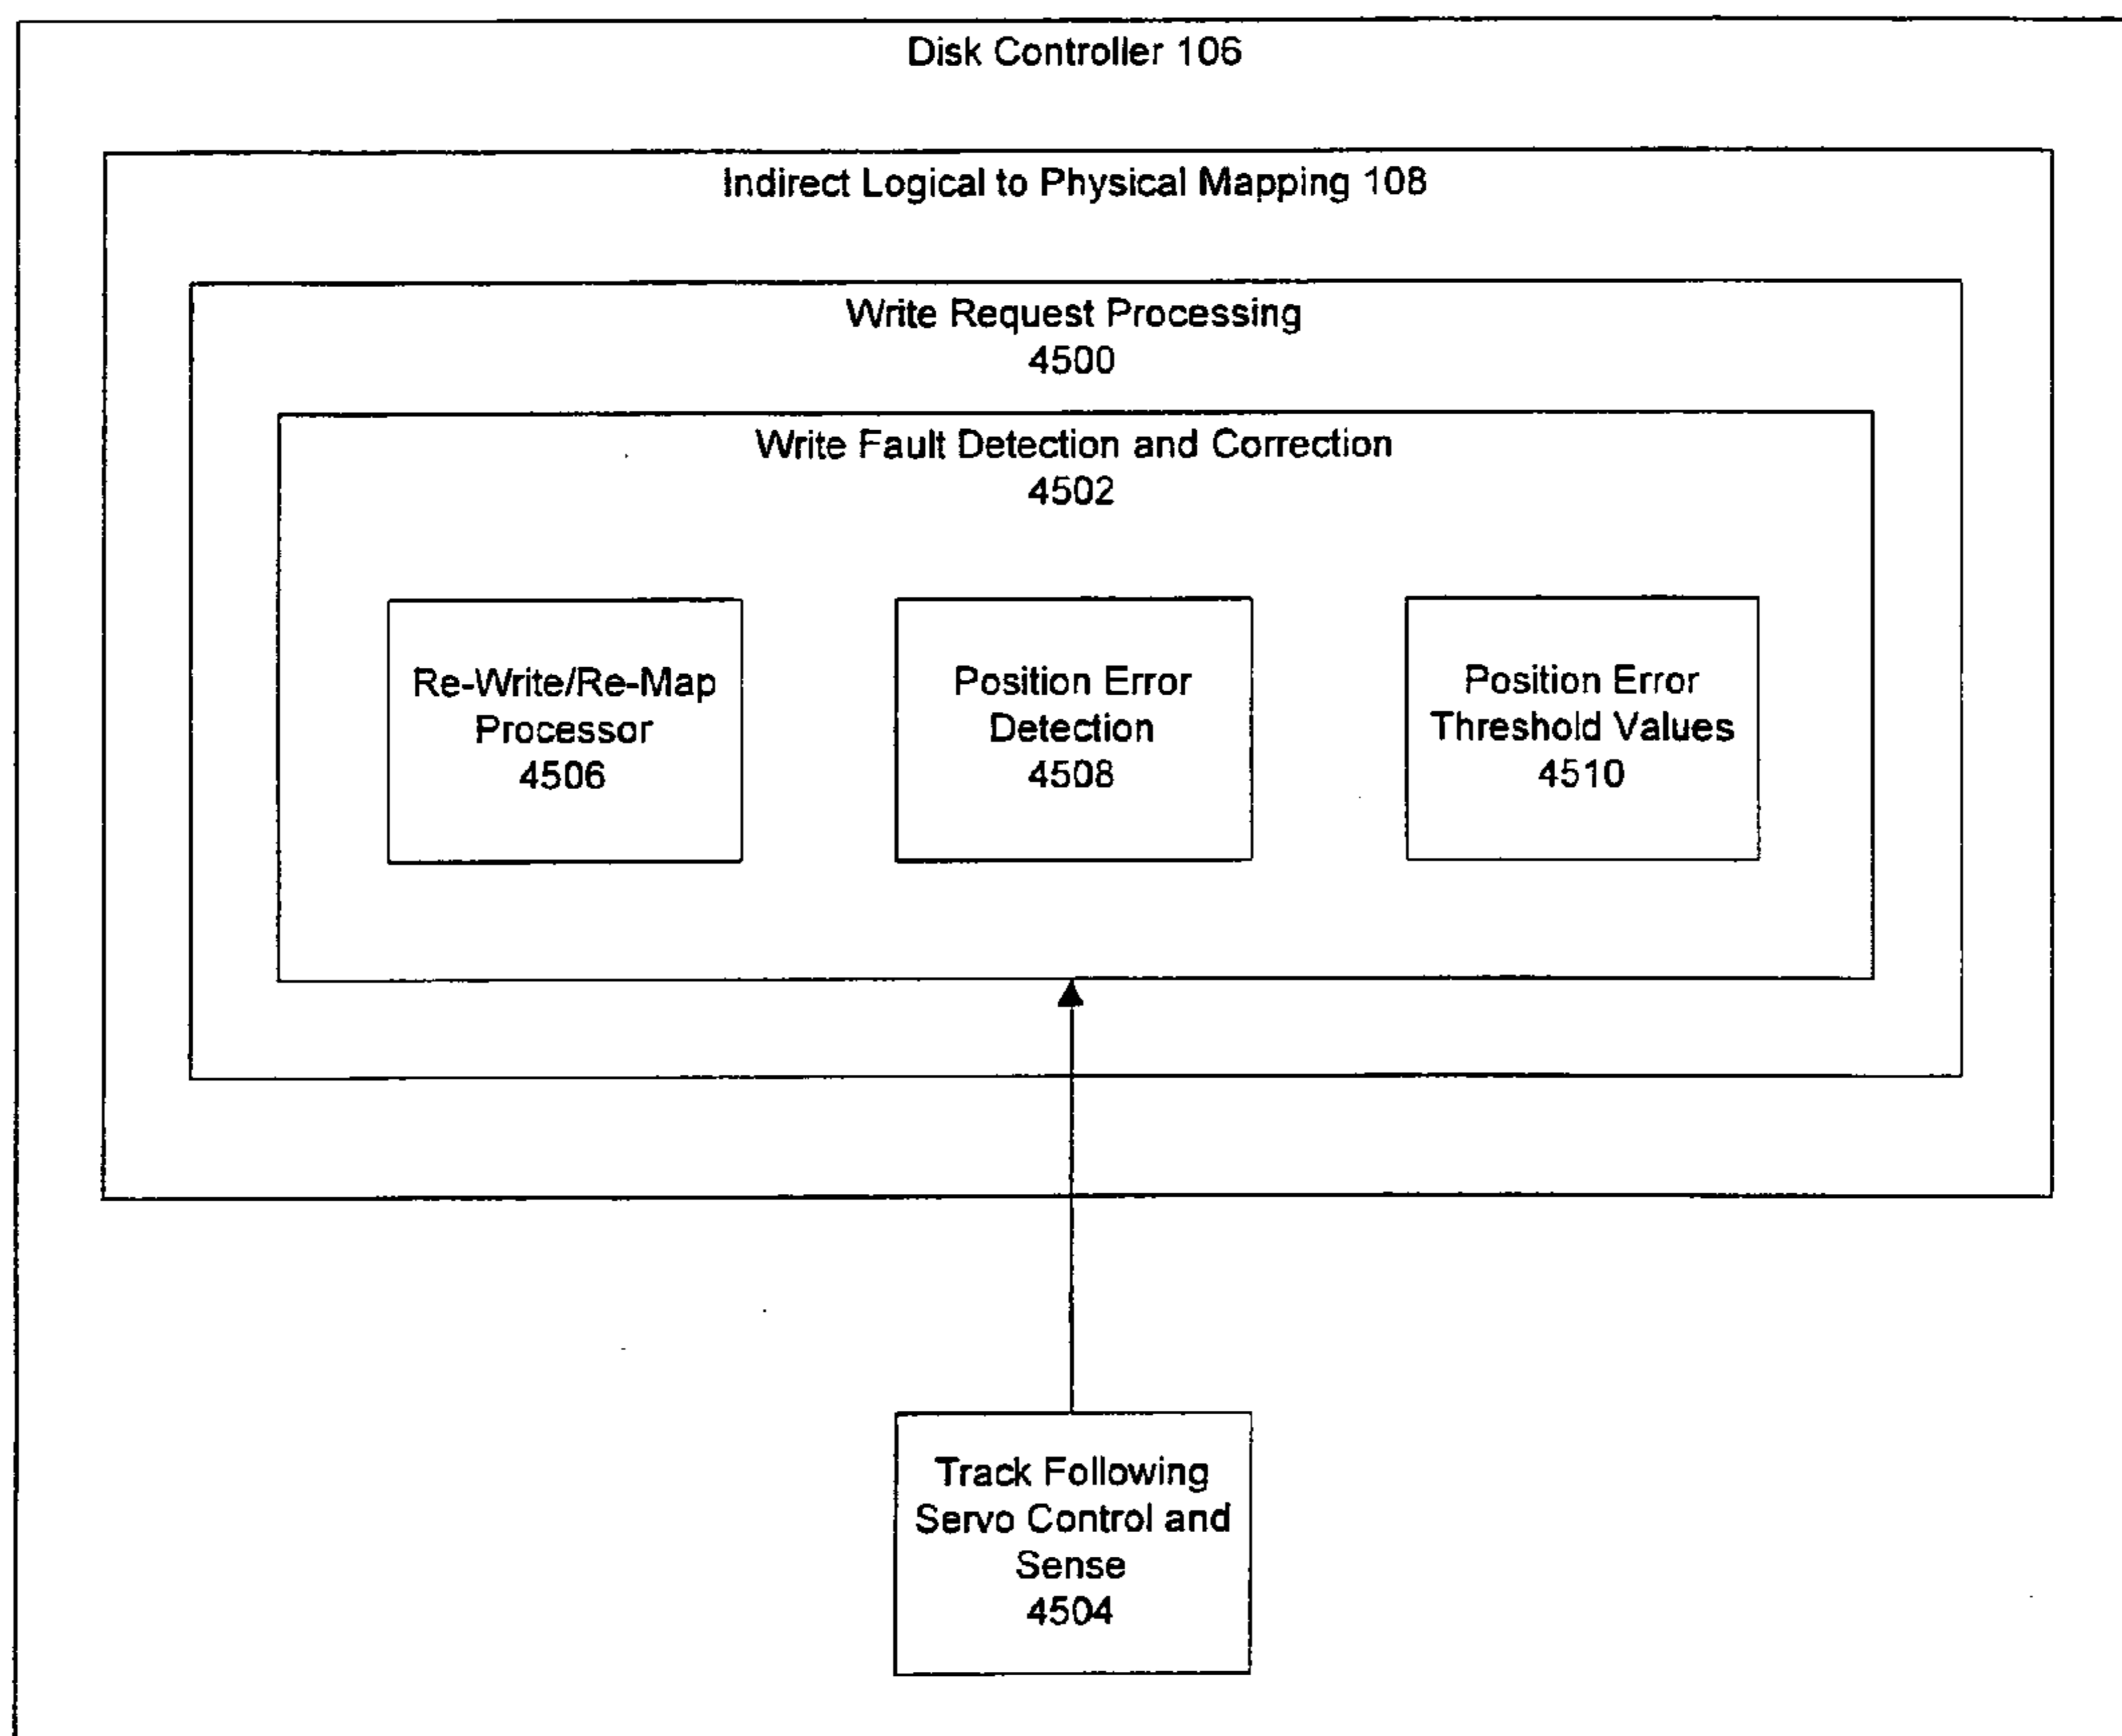 Disk Controller 106
Indirect Logical to Physical Mapping 108
Write Request Processing
4500
Write Fault Detection and Correction
4502
Re-Write/Re-Map
Processor
4506
Position Error
Detection
4508
Position Error
Threshold Values
4510
Track Following
Servo Control and
Sense
4504